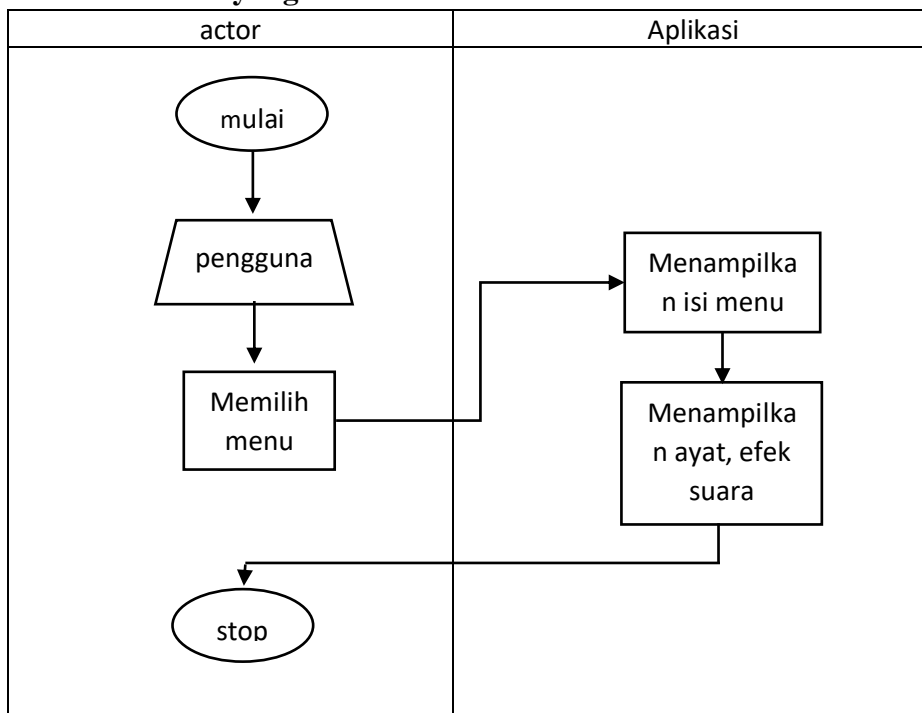 actor
Aplikasi
mulai
pengguna
Memilih
menu
Menampilka
n isi menu
Menampilka
n ayat, efek
suara
stop